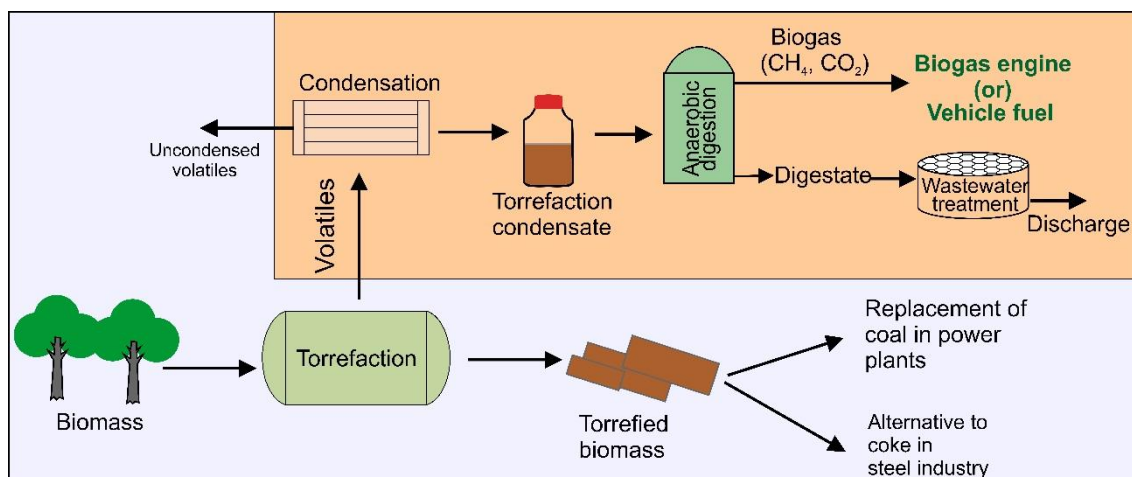 Condensation
Uncondensed
volatiles
Volatiles
Torrefaction
condensate
Anaerobic
digestion
Biogas
(CH₄, CO₂)
Biogas engine
(or)
Vehicle fuel
Digestate
Wastewater
treatment
Discharge
Biomass
Torrefaction
Torrefied
biomass
Replacement of
coal in power
plants
Alternative to
coke in
steel industry